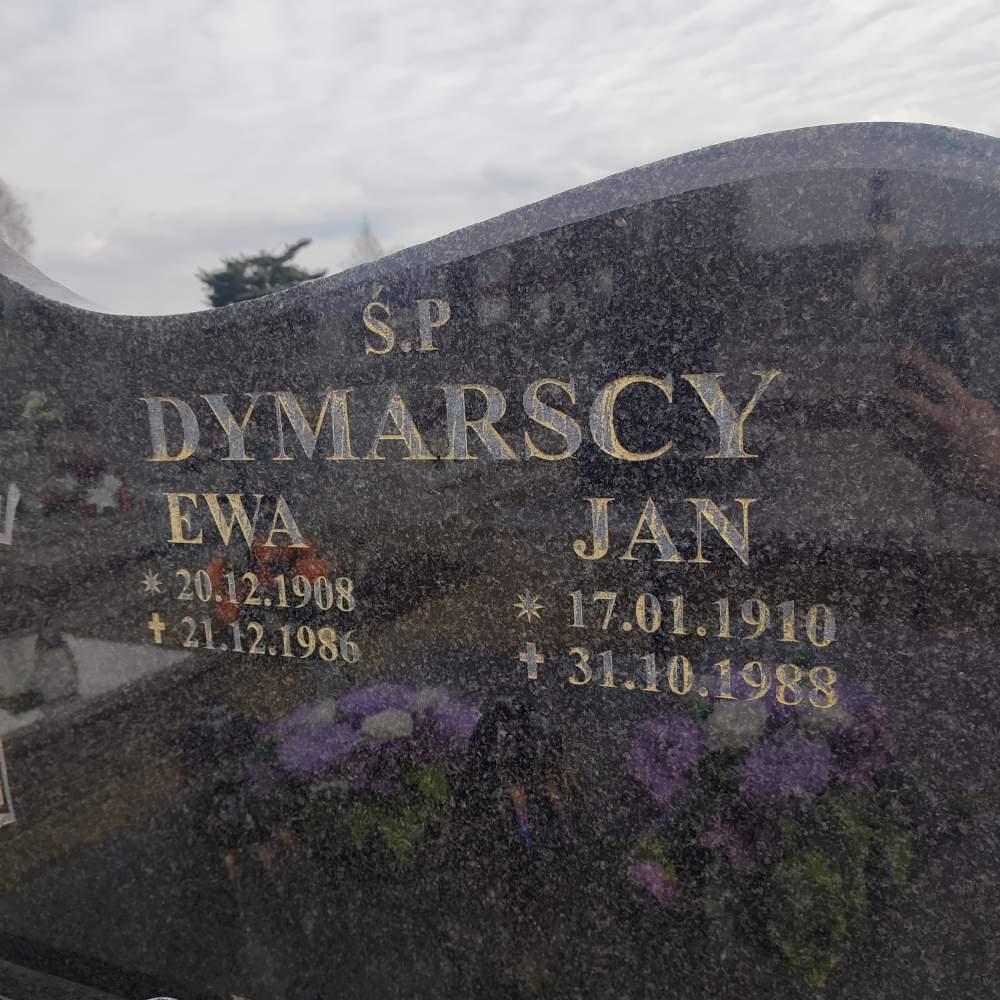 Ś.P
DYMARSCY
EWA
* 20.12.1908
✝ 21.12.1986
JAN
* 17.01.1910
✝ 31.10.1988